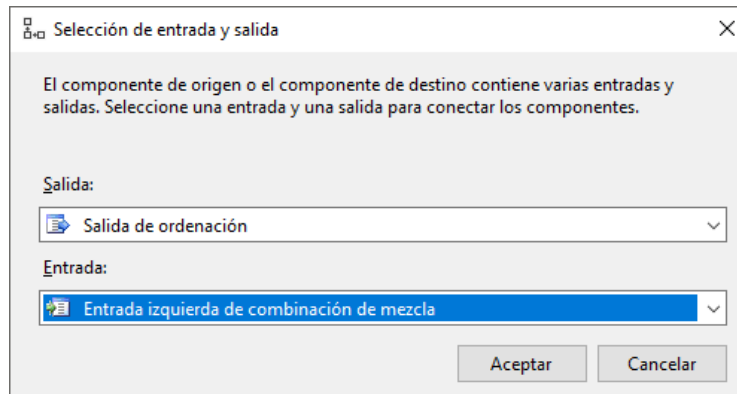 Selección de entrada y salida
El componente de origen o el componente de destino contiene varias entradas y
salidas. Seleccione una entrada y una salida para conectar los componentes.
Salida:
Salida de ordenación
Entrada:
Entrada izquierda de combinación de mezcla
Aceptar Cancelar